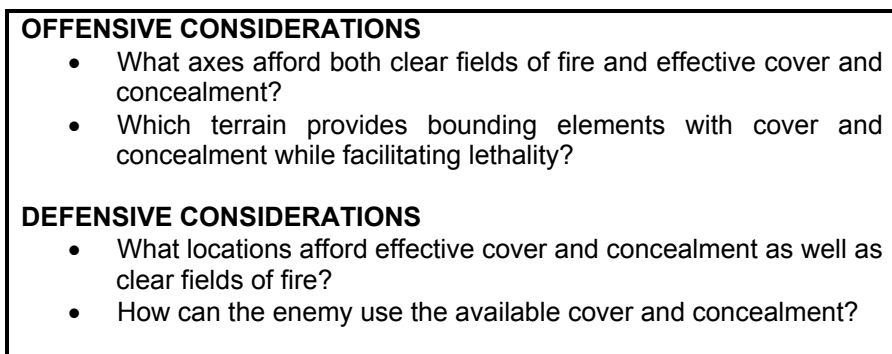 OFFENSIVE CONSIDERATIONS
• What axes afford both clear fields of fire and effective cover and
concealment?
• Which terrain provides bounding elements with cover and
concealment while facilitating lethality?
DEFENSIVE CONSIDERATIONS
• What locations afford effective cover and concealment as well as
clear fields of fire?
• How can the enemy use the available cover and concealment?